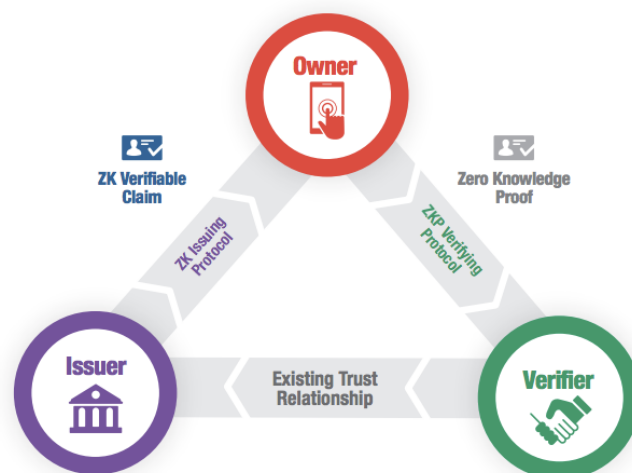 Owner
ZK Verifiable
Claim
Zero Knowledge
Proof
ZK Issuing
Protocol
ZKP Verifying
Protocol
Issuer
Existing Trust
Relationship
Verifier